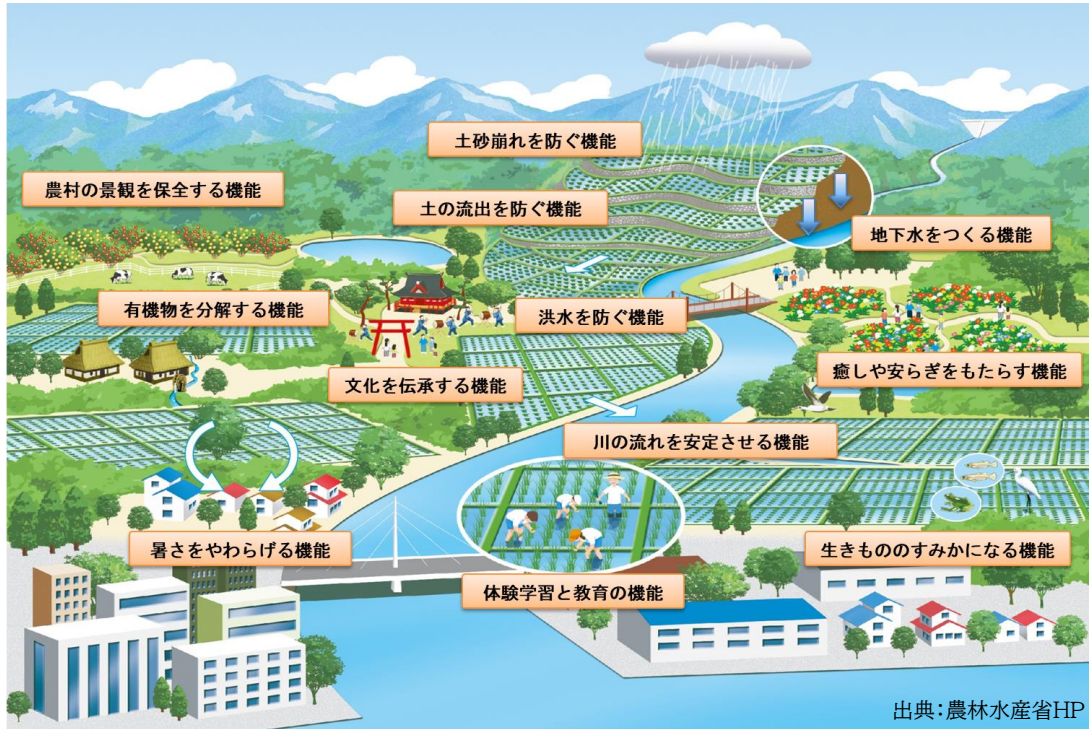 土砂崩れを防ぐ機能
農村の景観を保全する機能
土の流出を防ぐ機能
地下水をつくる機能
有機物を分解する機能
洪水を防ぐ機能
文化を伝承する機能
癒しや安らぎをもたらす機能
川の流れを安定させる機能
暑さをやわらげる機能
生きもののすみかになる機能
体験学習と教育の機能
出典：農林水産省HP